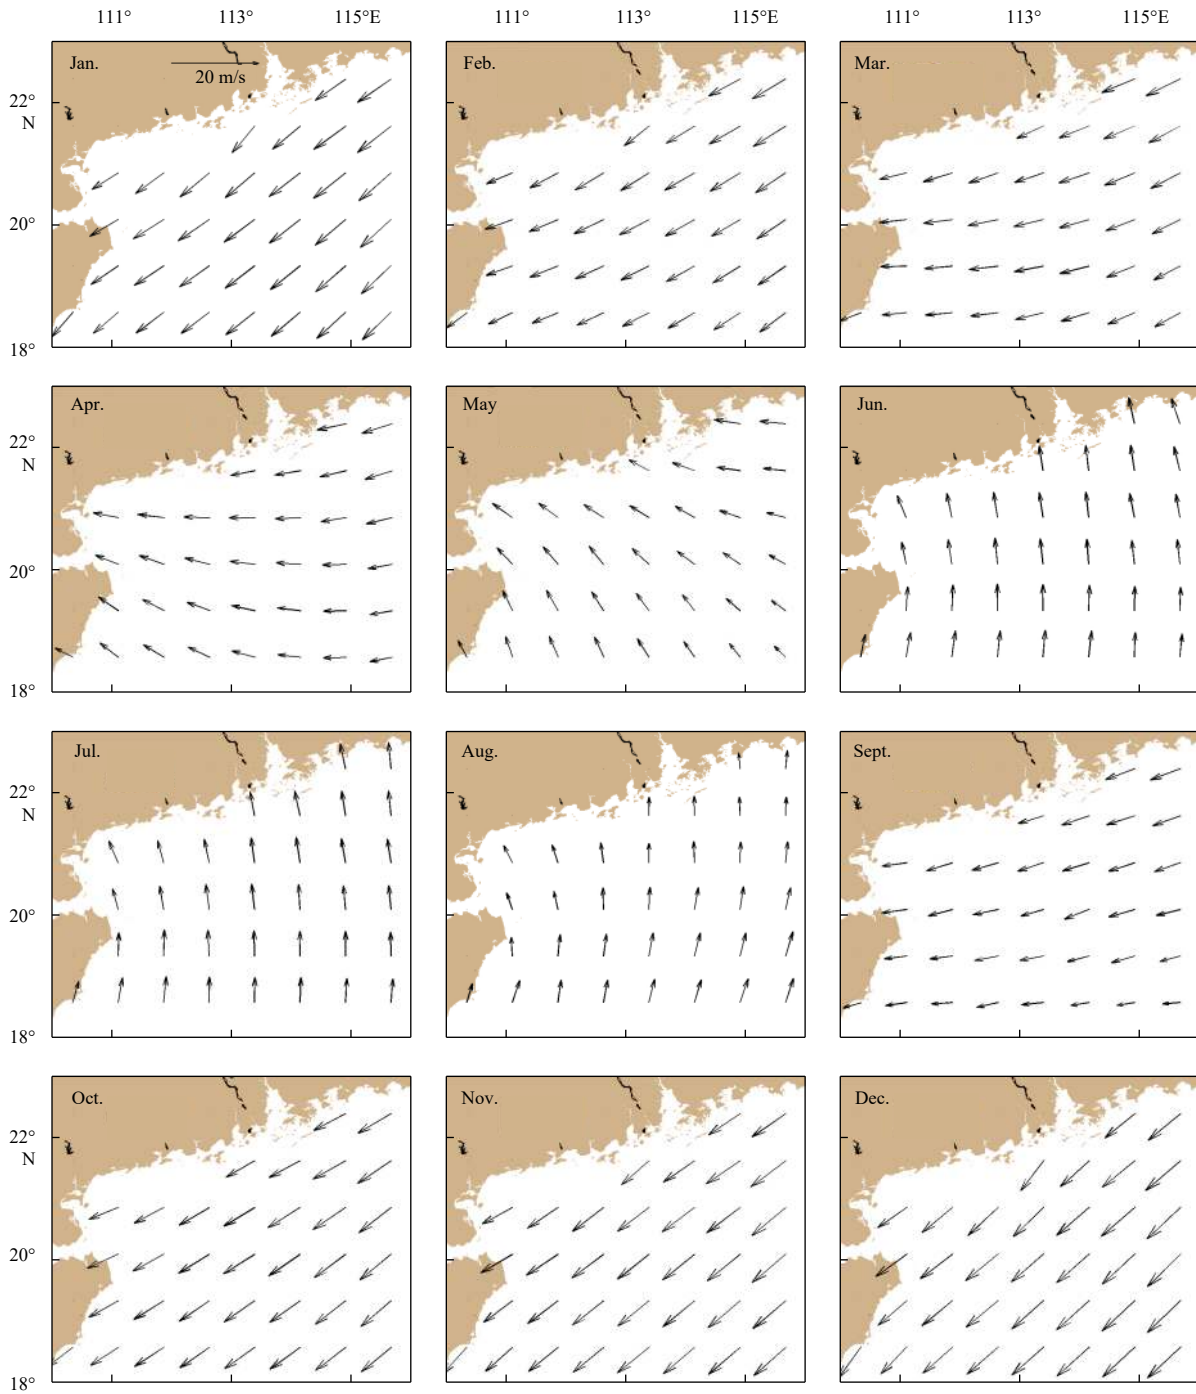 111° 113° 115°E 111° 113° 115°E 111° 113° 115°E
Jan. Feb. Mar.
20 m/s
22°
N
20°
18°
Apr. May Jun.
22°
N
20°
18°
Jul. Aug. Sept.
22°
N
20°
18°
Oct. Nov. Dec.
22°
N
20°
18°